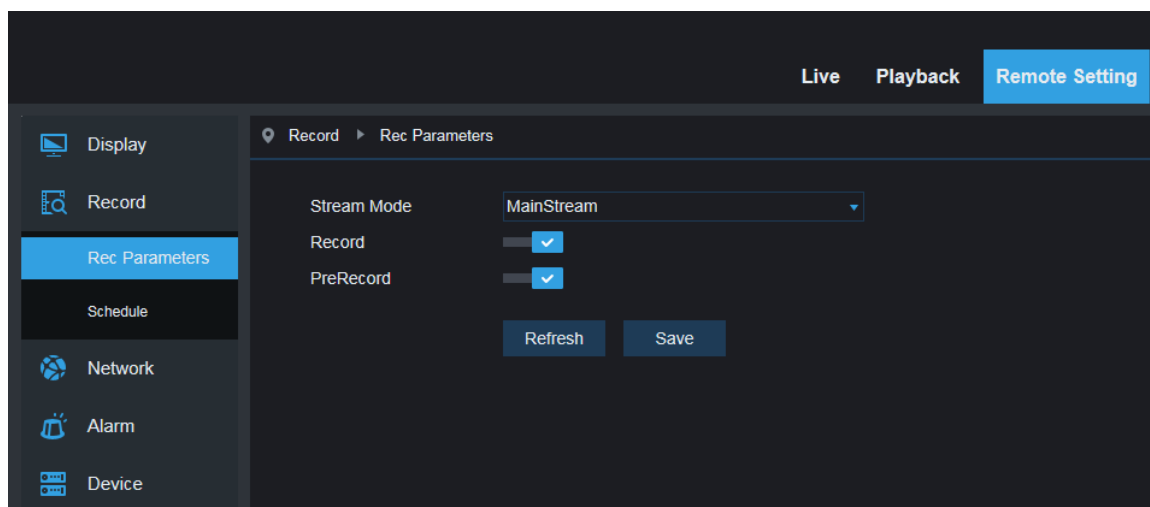 Live Playback Remote Setting
Display
Record ▶ Rec Parameters
Record
Rec Parameters
Schedule
Network
Alarm
Device
Stream Mode MainStream
Record
PreRecord
Refresh Save